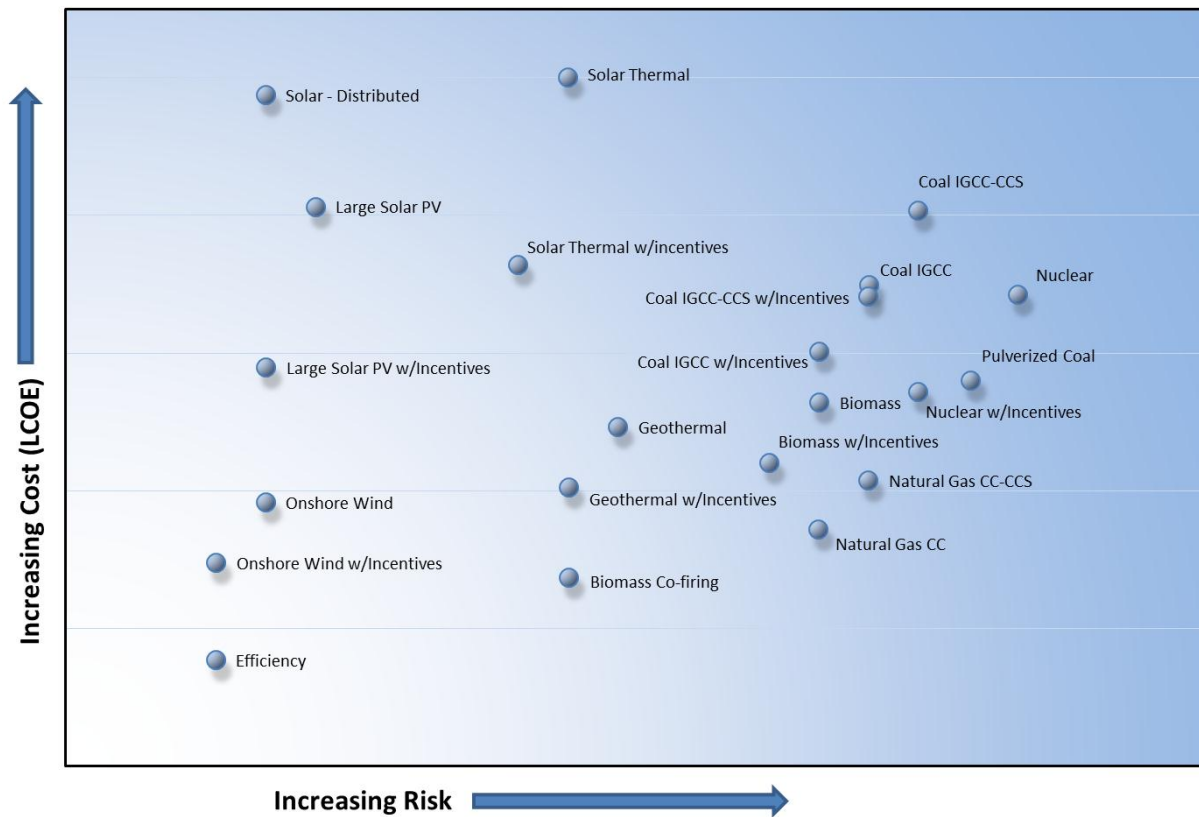 Solar Thermal
Solar - Distributed
Coal IGCC-CCS
Large Solar PV
Solar Thermal w/incentives
Coal IGCC
Nuclear
Coal IGCC-CCS w/Incentives
Pulverized Coal
Coal IGCC w/Incentives
Large Solar PV w/Incentives
Biomass
Nuclear w/Incentives
Geothermal
Biomass w/Incentives
Natural Gas CC-CCS
Geothermal w/Incentives
Onshore Wind
Natural Gas CC
Onshore Wind w/Incentives
Biomass Co-firing
Efficiency
Increasing Cost (LCOE)
Increasing Risk